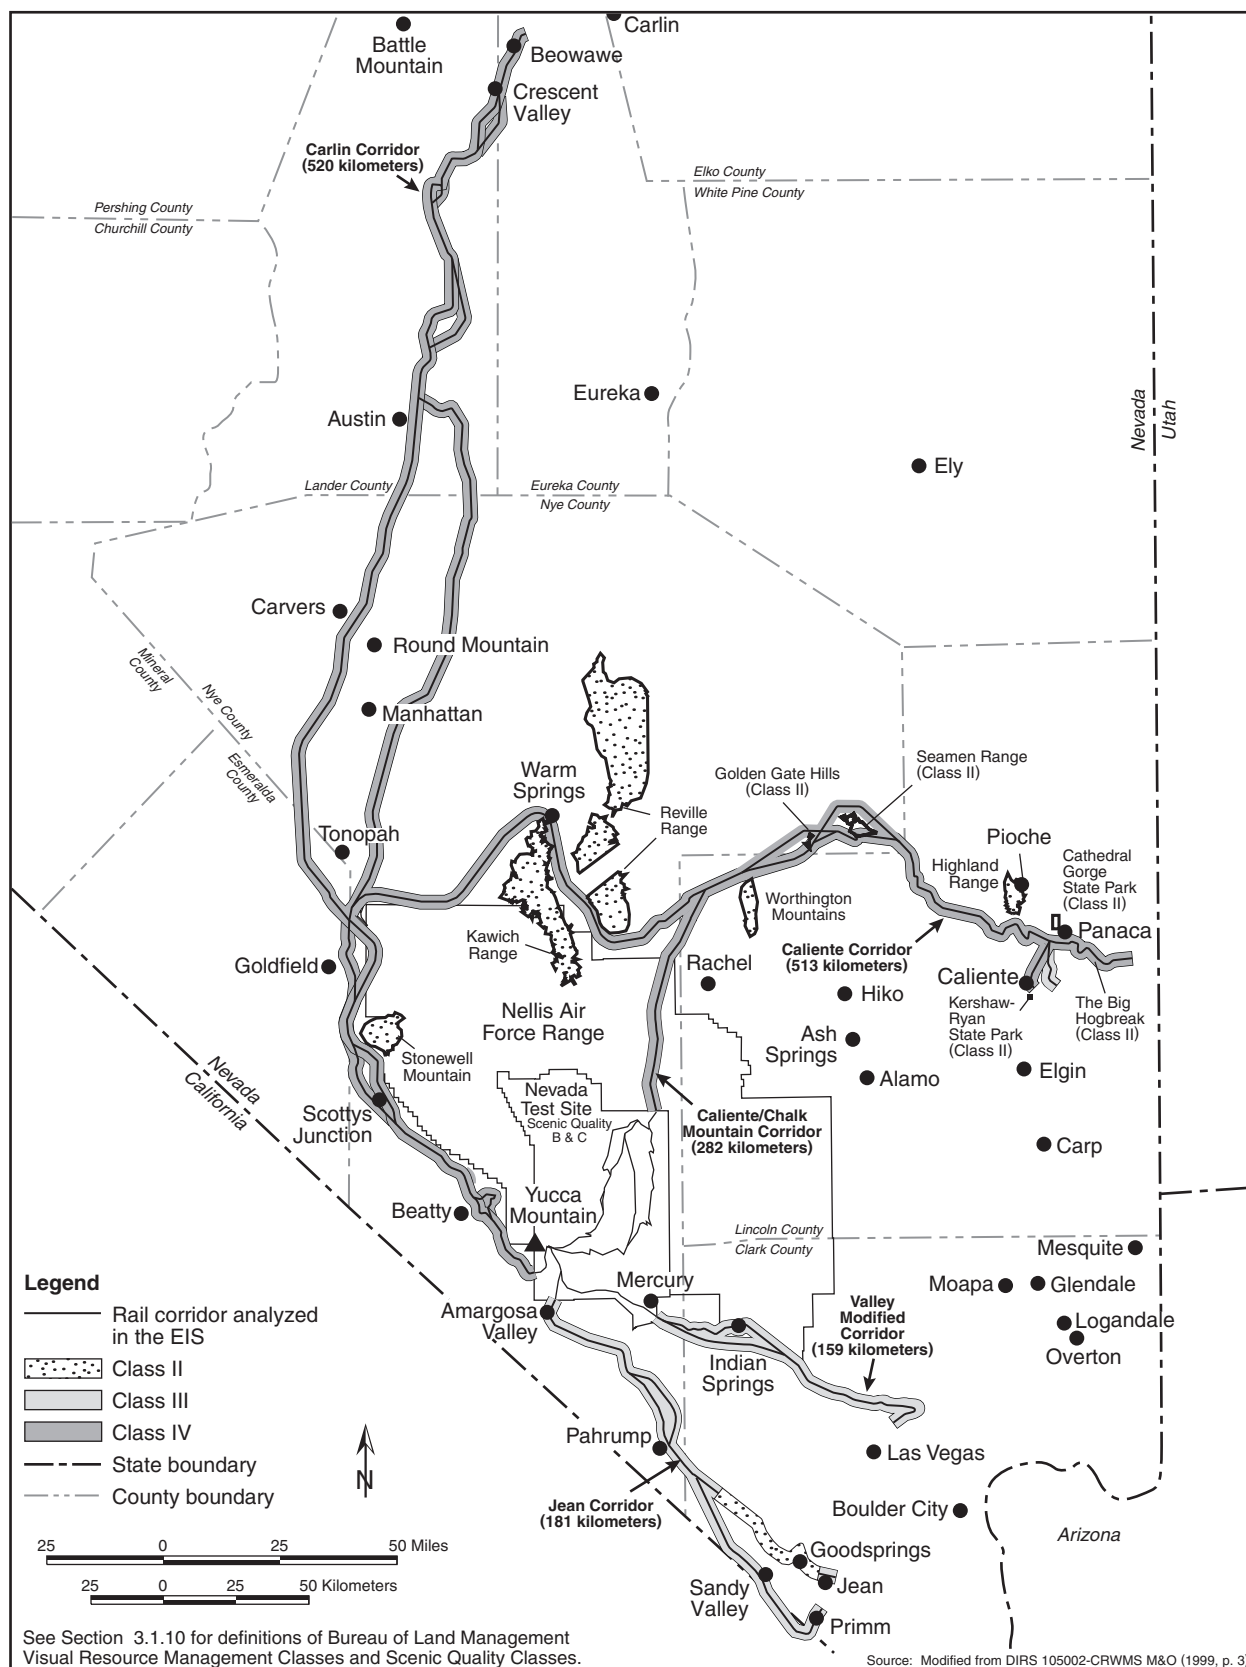 Carlin
Battle
Mountain
Beowawe
Crescent
Valley
Carlin Corridor
(520 kilometers)
Elko County
White Pine County
Pershing County
Churchill County
Eureka
Austin
Nevada
Utah
Ely
Lander County
Eureka County
Nye County
Carvers
Round Mountain
Mineral
County
Nye County
Manhattan
Esmeralda
County
Warm
Springs
Golden Gate Hills
(Class II)
Seamen Range
(Class II)
Reville
Range
Tonopah
Pioche
Highland
Range
Cathedral
Gorge
State Park
(Class II)
Worthington
Mountains
Panaca
Kawich
Range
Caliente Corridor
(513 kilometers)
Goldfield
Rachel
Caliente
Hiko
Kershaw-
Ryan
State Park
(Class II)
The Big
Hogbreak
(Class II)
Nellis Air
Force Range
Ash
Springs
Stonewell
Mountain
Nevada
California
Elgin
Alamo
Nevada
Test Site
Scenic Quality
B & C
Scottys
Junction
Caliente/Chalk
Mountain Corridor
(282 kilometers)
Carp
Yucca
Mountain
Beatty
Lincoln County
Clark County
Mesquite
Legend
Mercury
Moapa
Glendale
Rail corridor analyzed
in the EIS
Amargosa
Valley
Valley
Modified
Corridor
(159 kilometers)
Logandale
Overton
Class II
Indian
Springs
Class III
Class IV
Pahrump
Las Vegas
State boundary
N
County boundary
Jean Corridor
(181 kilometers)
Boulder City
Arizona
25 0 25 50 Miles
Goodsprings
25 0 25 50 Kilometers
Sandy
Valley
Jean
Primm
See Section 3.1.10 for definitions of Bureau of Land Management
Visual Resource Management Classes and Scenic Quality Classes.
Source: Modified from DIRS 105002-CRWMS M&O (1999, p. 3)